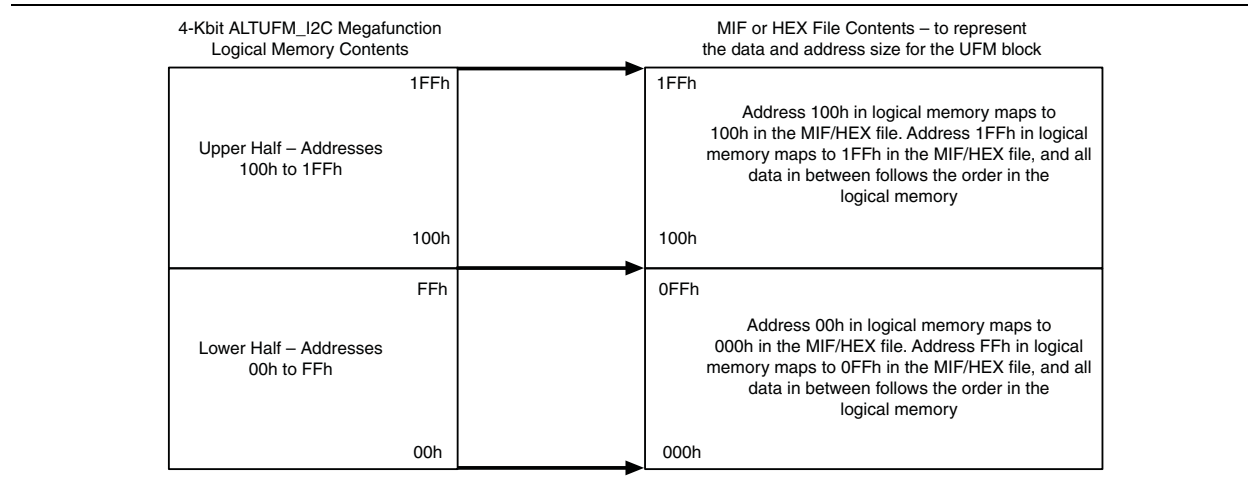 4-Kbit ALTUFM_I2C Megafunction
Logical Memory Contents
MIF or HEX File Contents – to represent
the data and address size for the UFM block
1FFh
Upper Half – Addresses
100h to 1FFh
100h
1FFh
Address 100h in logical memory maps to
100h in the MIF/HEX file. Address 1FFh in logical
memory maps to 1FFh in the MIF/HEX file, and all
data in between follows the order in the
logical memory
100h
FFh
Lower Half – Addresses
00h to FFh
00h
0FFh
Address 00h in logical memory maps to
000h in the MIF/HEX file. Address FFh in logical
memory maps to 0FFh in the MIF/HEX file, and all
data in between follows the order in the
logical memory
000h